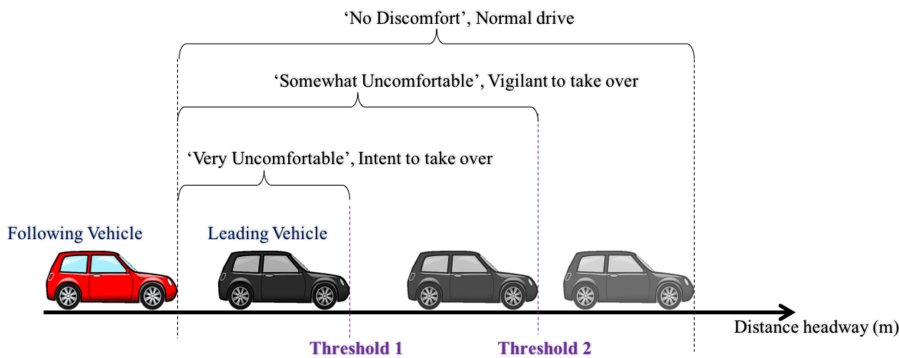 ‘No Discomfort’, Normal drive
‘Somewhat Uncomfortable’, Vigilant to take over
‘Very Uncomfortable’, Intent to take over
Following Vehicle
Leading Vehicle
Distance headway (m)
Threshold 1
Threshold 2